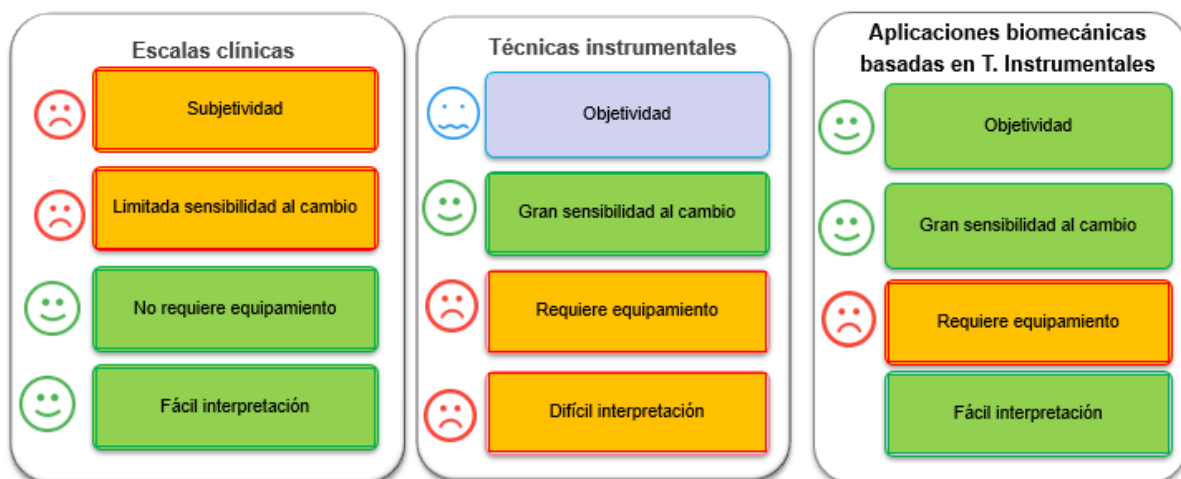 Escalas clínicas
Subjetividad
Limitada sensibilidad al cambio
No requiere equipamiento
Fácil interpretación
Técnicas instrumentales
Objetividad
Gran sensibilidad al cambio
Requiere equipamiento
Difícil interpretación
Aplicaciones biomecánicas
basadas en T. Instrumentales
Objetividad
Gran sensibilidad al cambio
Requiere equipamiento
Fácil interpretación